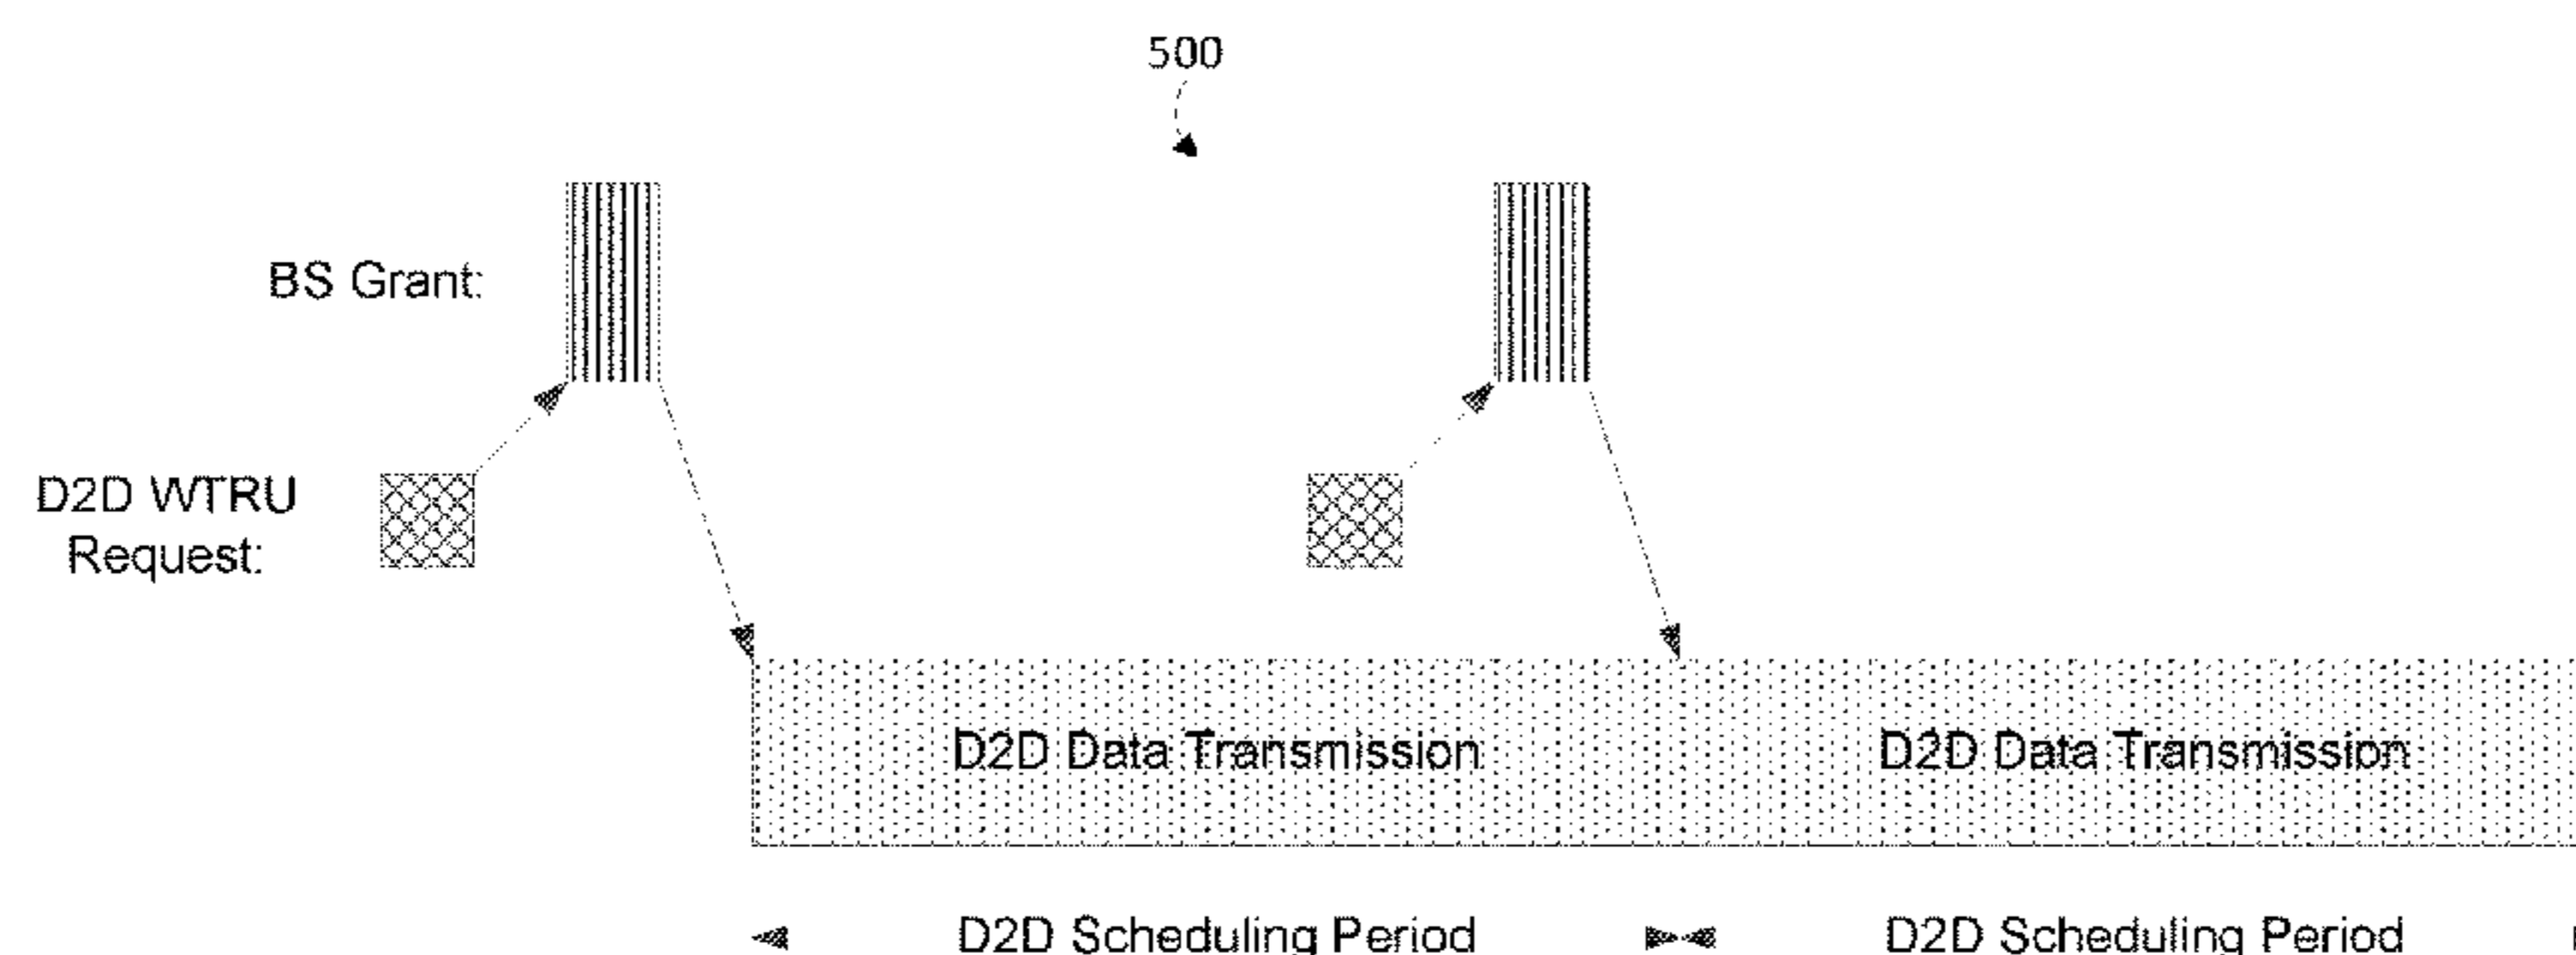 500
BS Grant:
D2D WTRU
Request:
D2D Data Transmission
D2D Data Transmission
D2D Scheduling Period
D2D Scheduling Period